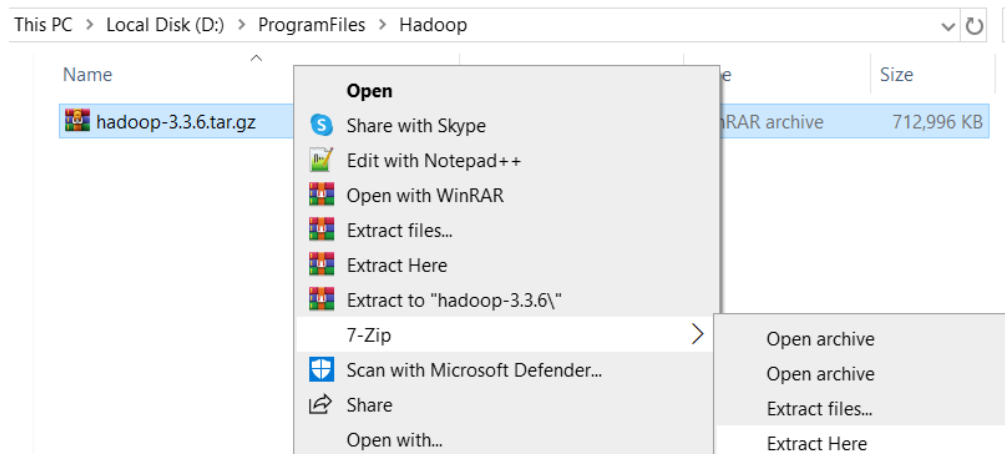 This PC > Local Disk (D:) > ProgramFiles > Hadoop
Name Size
hadoop-3.3.6.tar.gz 712,996 KB
archive
Open
Share with Skype
Edit with Notepad++
Open with WinRAR
Extract files...
Extract Here
Extract to "hadoop-3.3.6\"
7-Zip
Scan with Microsoft Defender...
Share
Open with...
Open archive
Open archive
Extract files...
Extract Here